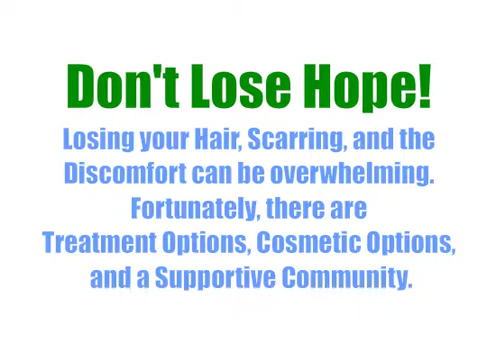 Don't Lose Hope!
Losing your Hair, Scarring, and the
Discomfort can be overwhelming.
Fortunately, there are
Treatment Options, Cosmetic Options,
and a Supportive Community.